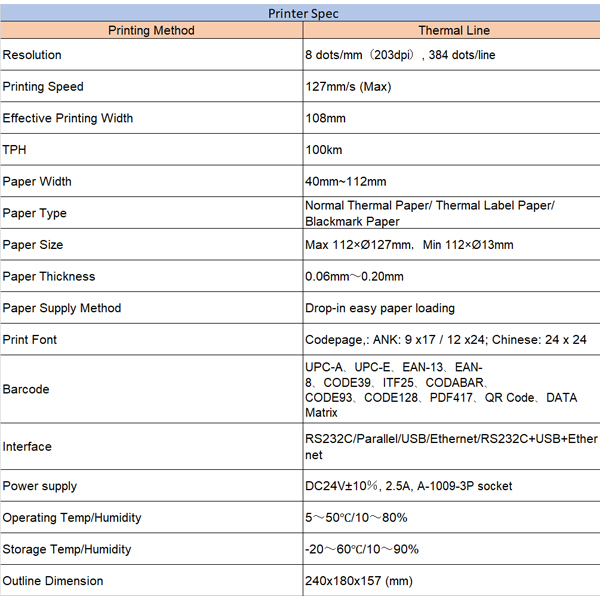 Printer Spec
Printing Method Thermal Line
Resolution 8 dots/mm（203dpi）, 384 dots/line
Printing Speed 127mm/s (Max)
Effective Printing Width 108mm
TPH 100km
Paper Width 40mm~112mm
Paper Type Normal Thermal Paper/ Thermal Label Paper/
Blackmark Paper
Paper Size Max 112×Ø127mm，Min 112×Ø13mm
Paper Thickness 0.06mm～0.20mm
Paper Supply Method Drop-in easy paper loading
Print Font Codepage,: ANK: 9 x17 / 12 x24; Chinese: 24 x 24
Barcode UPC-A、UPC-E、EAN-13、EAN-
8、CODE39、ITF25、CODABAR、
CODE93、CODE128、PDF417、QR Code、DATA
Matrix
Interface RS232C/Parallel/USB/Ethernet/RS232C+USB+Ether
net
Power supply DC24V±10％, 2.5A, A-1009-3P socket
Operating Temp/Humidity 5～50℃/10～80%
Storage Temp/Humidity -20～60℃/10～90%
Outline Dimension 240x180x157 (mm)